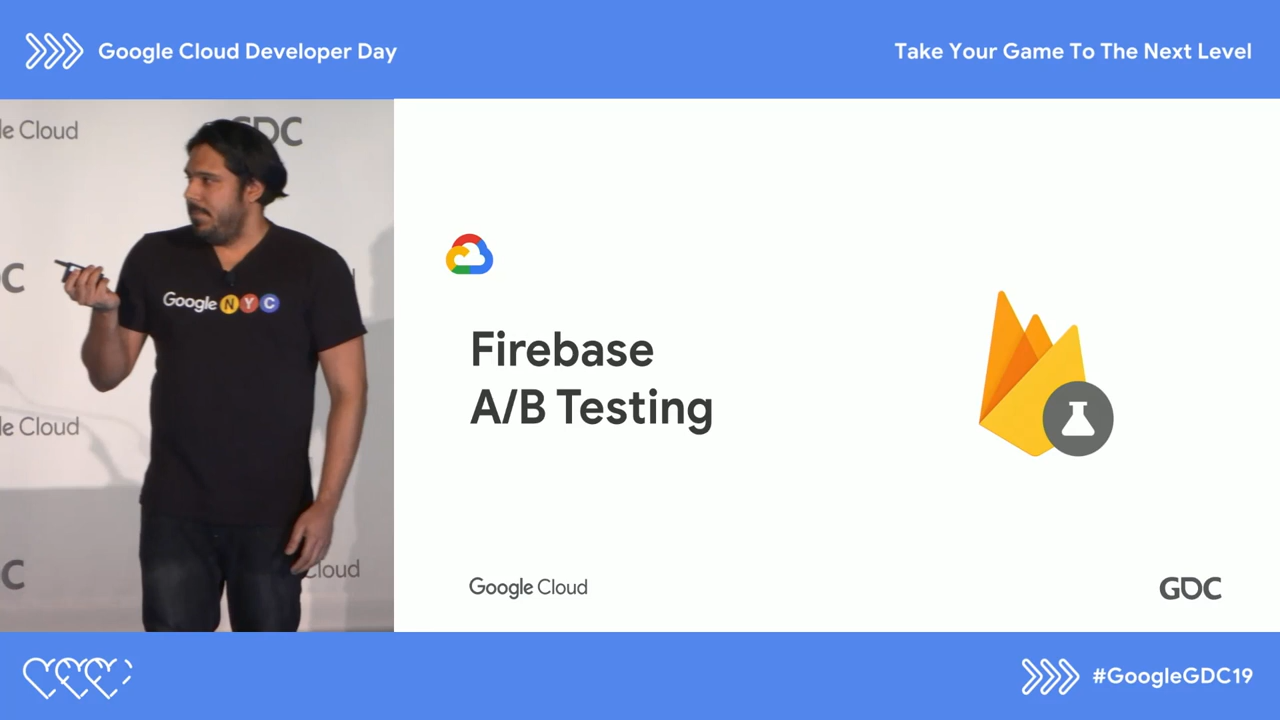 Google Cloud Developer Day
Take Your Game To The Next Level
le Cloud
GDC
Google NYC
C
le Cloud
C
Cloud
Firebase
A/B Testing
Google Cloud
GDC
#GoogleGDC19